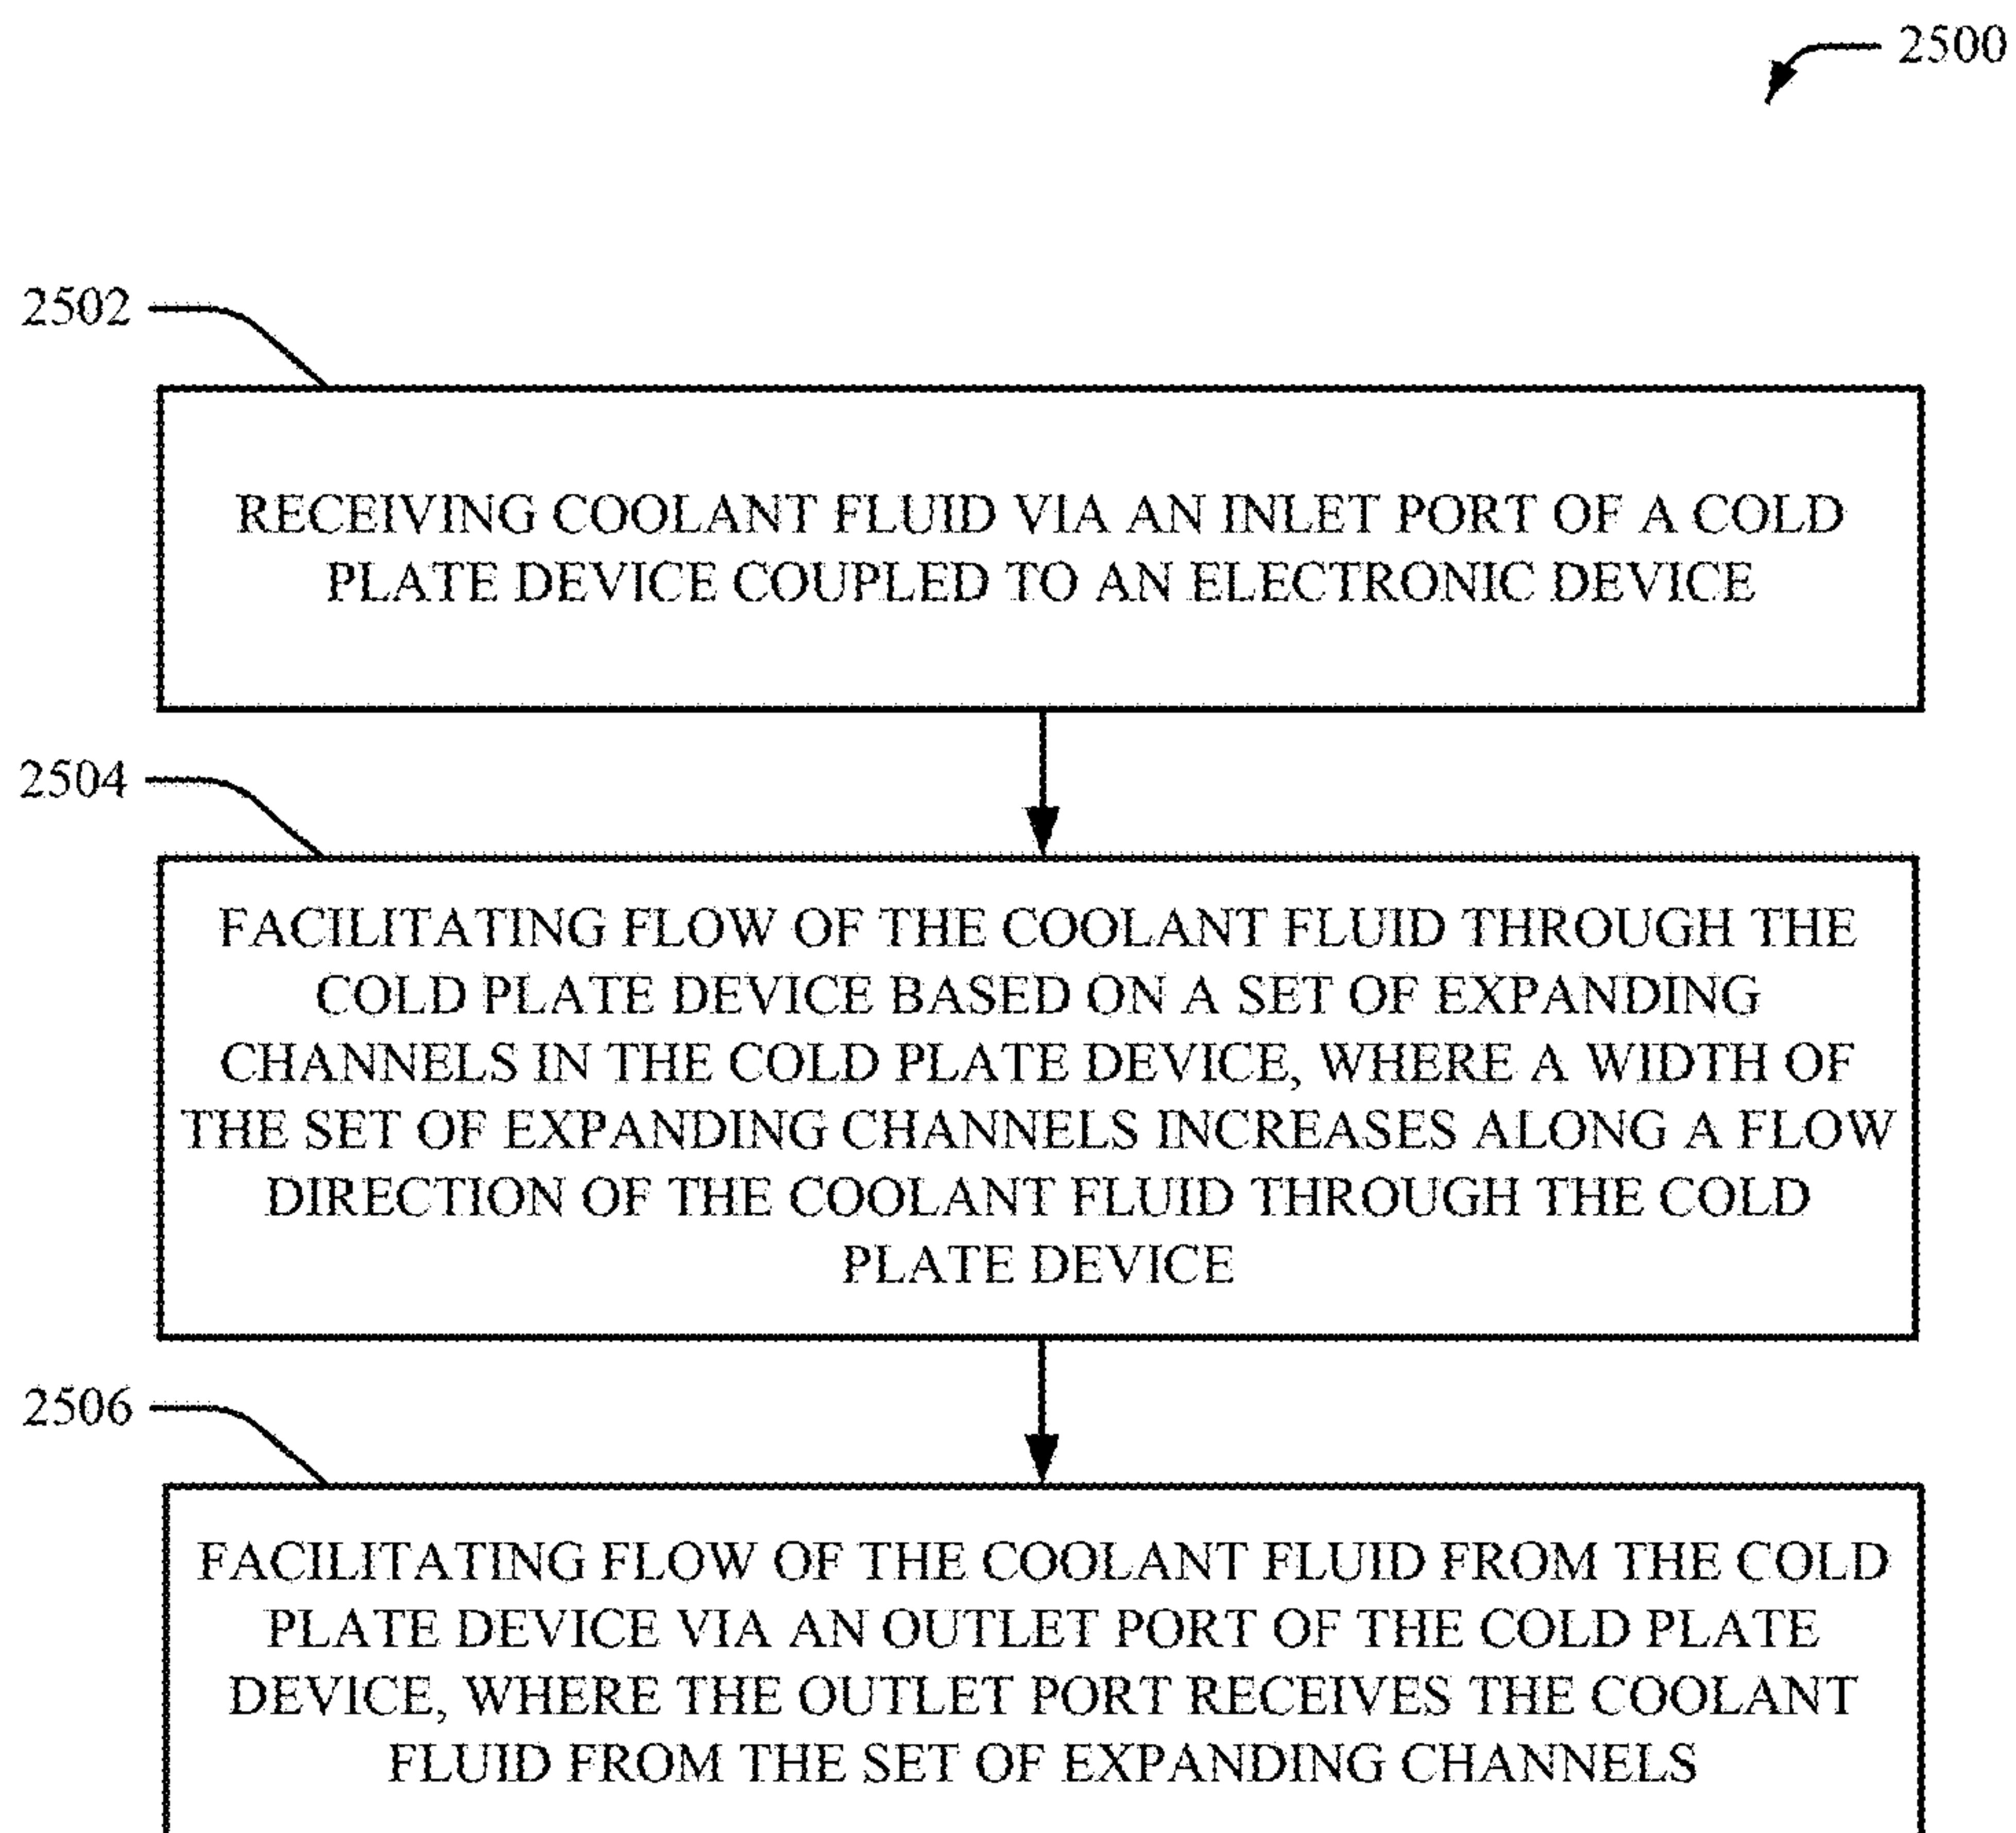 2500
2502
RECEIVING COOLANT FLUID VIA AN INLET PORT OF A COLD
PLATE DEVICE COUPLED TO AN ELECTRONIC DEVICE
2504
FACILITATING FLOW OF THE COOLANT FLUID THROUGH THE
COLD PLATE DEVICE BASED ON A SET OF EXPANDING
CHANNELS IN THE COLD PLATE DEVICE, WHERE A WIDTH OF
THE SET OF EXPANDING CHANNELS INCREASES ALONG A FLOW
DIRECTION OF THE COOLANT FLUID THROUGH THE COLD
PLATE DEVICE
2506
FACILITATING FLOW OF THE COOLANT FLUID FROM THE COLD
PLATE DEVICE VIA AN OUTLET PORT OF THE COLD PLATE
DEVICE, WHERE THE OUTLET PORT RECEIVES THE COOLANT
FLUID FROM THE SET OF EXPANDING CHANNELS